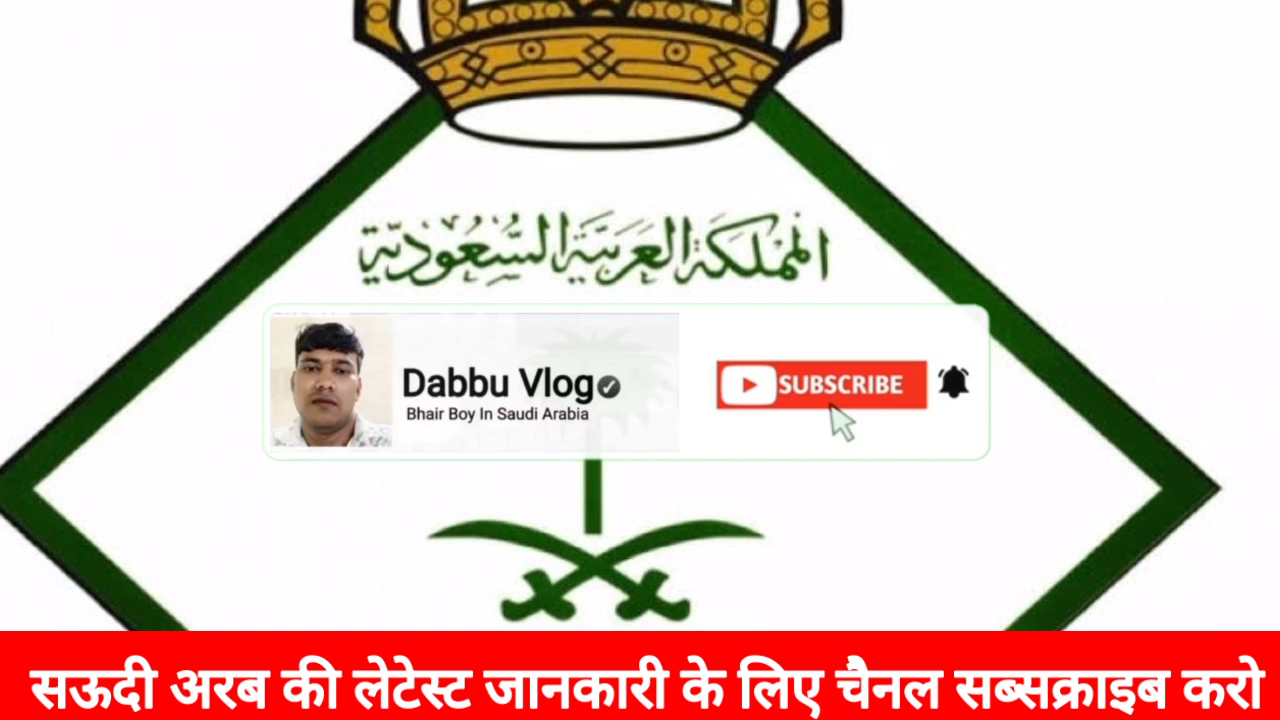 المملكة العربية السعودية
Dabbu Vlog
Bhair Boy In Saudi Arabia
SUBSCRIBE
सऊदी अरब की लेटेस्ट जानकारी के लिए चैनल सब्सक्राइब करो